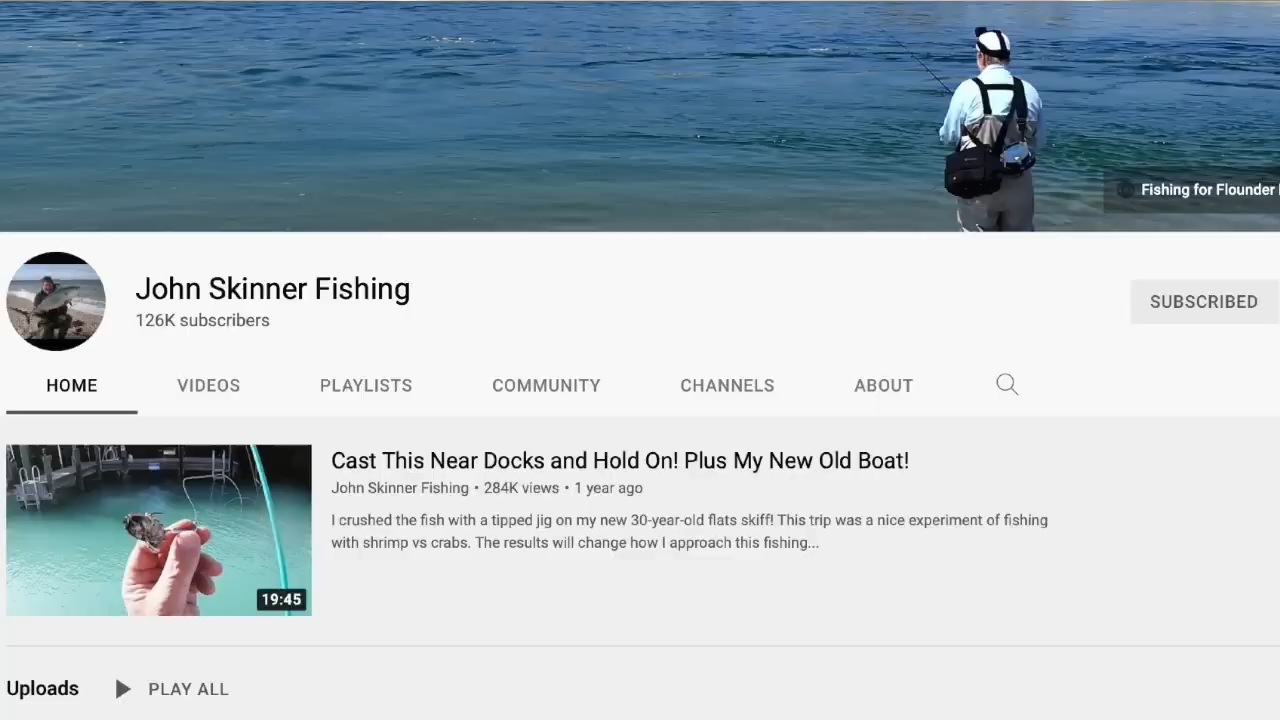 Fishing for Flounder
John Skinner Fishing
126K subscribers
SUBSCRIBED
HOME VIDEOS PLAYLISTS COMMUNITY CHANNELS ABOUT
Cast This Near Docks and Hold On! Plus My New Old Boat!
John Skinner Fishing • 284K views • 1 year ago
I crushed the fish with a tipped jig on my new 30-year-old flats skiff! This trip was a nice experiment of fishing
with shrimp vs crabs. The results will change how I approach this fishing...
19:45
Uploads PLAY ALL